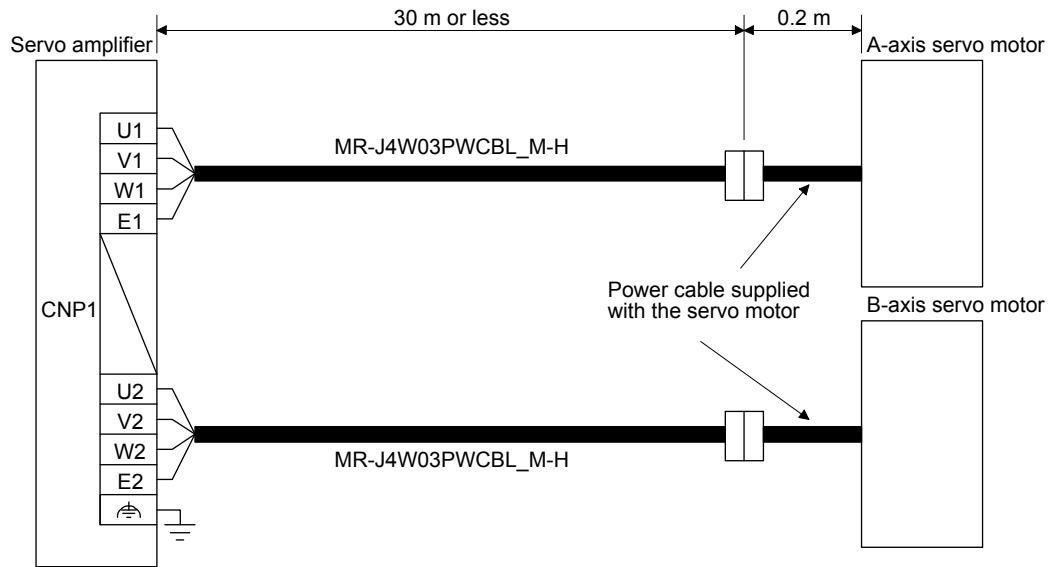 30 m or less
0.2 m
Servo amplifier
A-axis servo motor
U1
V1
W1
E1
MR-J4W03PWCBL_M-H
CNP1
Power cable supplied
with the servo motor
B-axis servo motor
U2
V2
W2
E2
MR-J4W03PWCBL_M-H